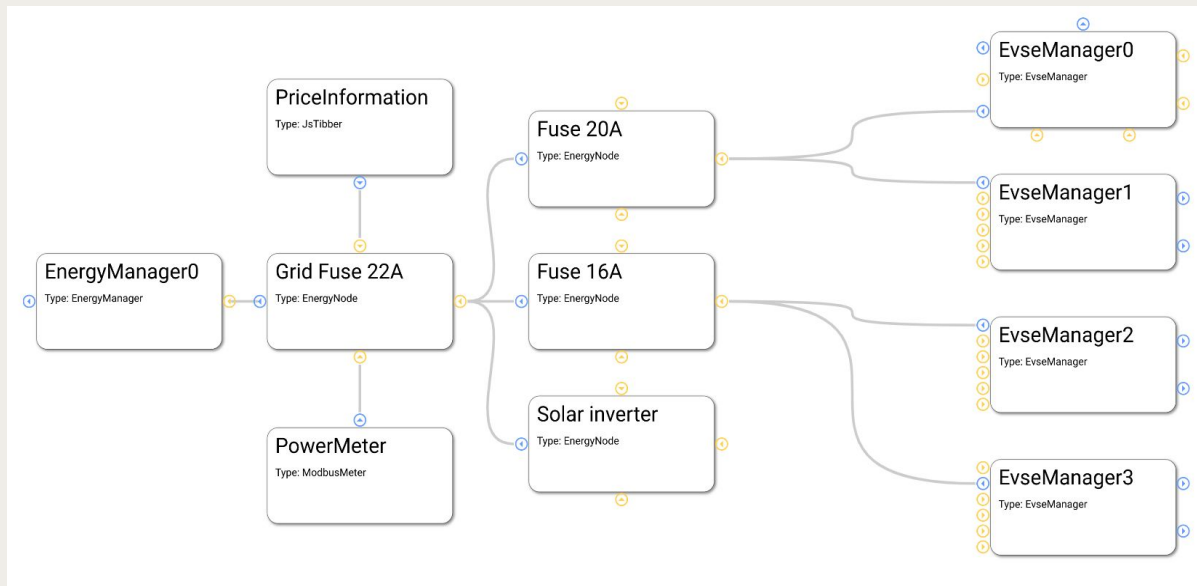 EvseManager0
Type: EvseManager
PriceInformation
Type: JsTibber
Fuse 20A
Type: EnergyNode
EvseManager1
Type: EvseManager
EnergyManager0
Type: EnergyManager
Grid Fuse 22A
Type: EnergyNode
Fuse 16A
Type: EnergyNode
EvseManager2
Type: EvseManager
Solar inverter
Type: EnergyNode
PowerMeter
Type: ModbusMeter
EvseManager3
Type: EvseManager